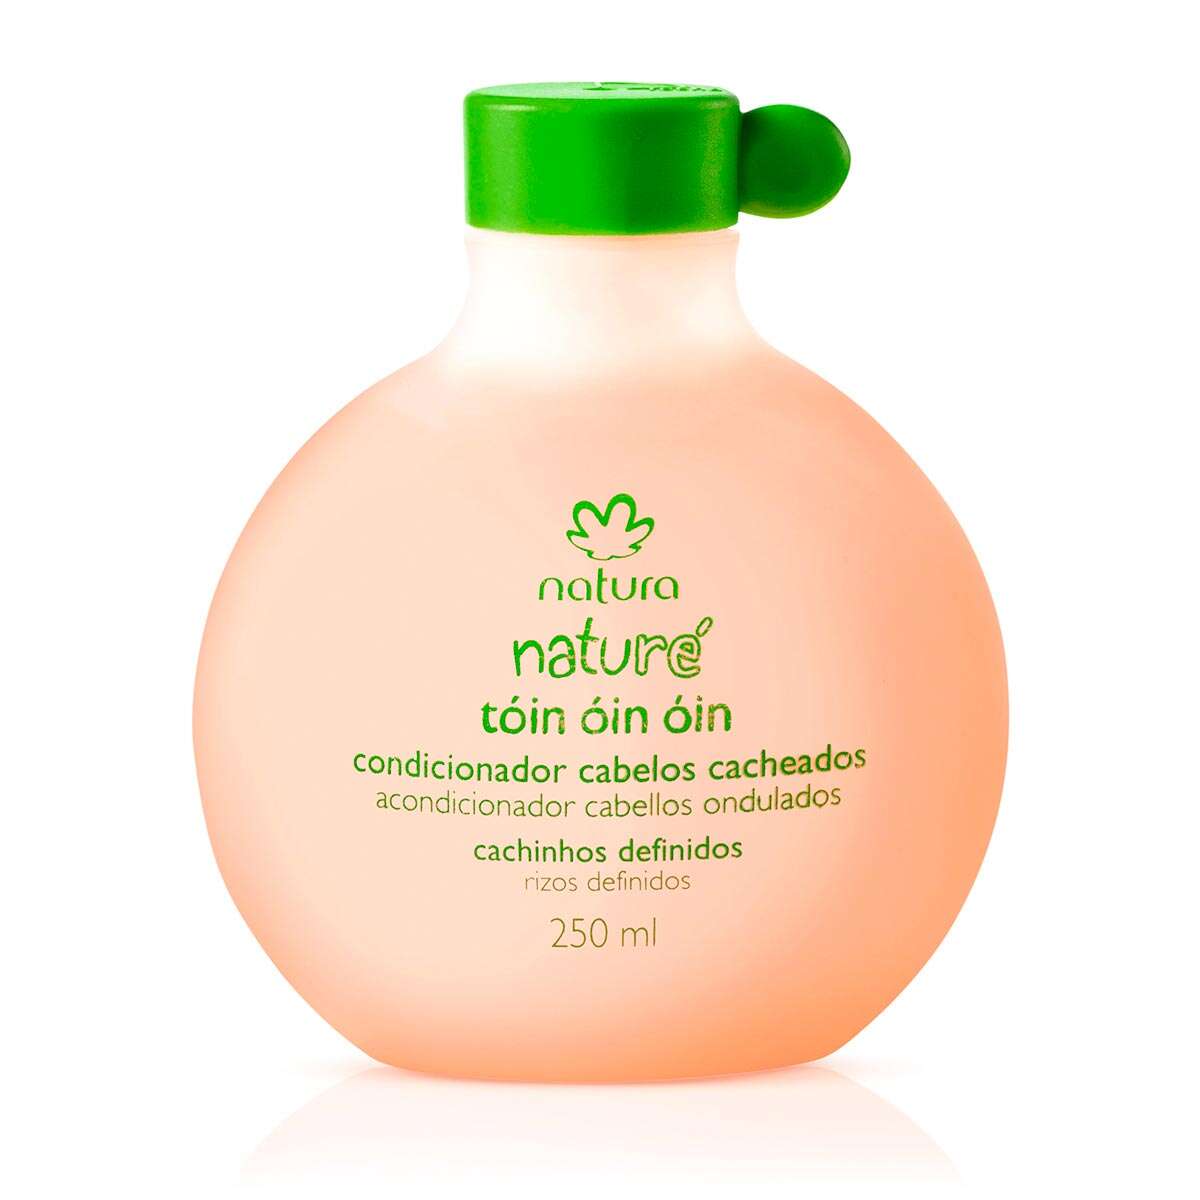 natura
naturé
tóin óin óin
condicionador cabelos cacheados
acondicionador cabellos ondulados
cachinhos definidos
rizos definidos
250 ml